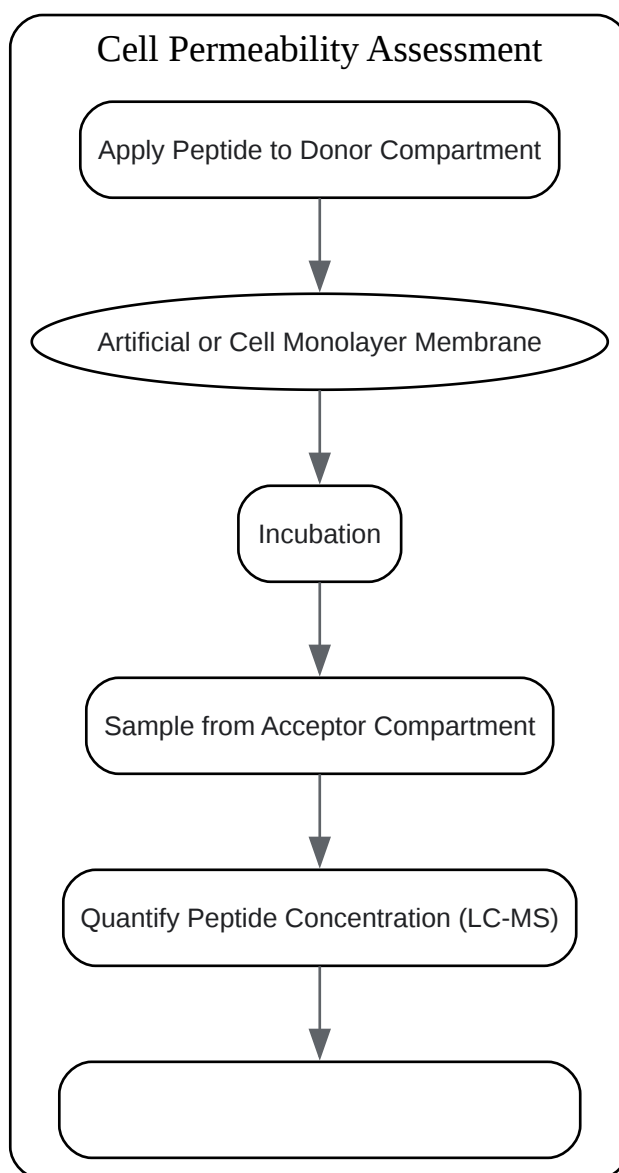 Cell Permeability Assessment
Apply Peptide to Donor Compartment
Artificial or Cell Monolayer Membrane
Incubation
Sample from Acceptor Compartment
Quantify Peptide Concentration (LC-MS)